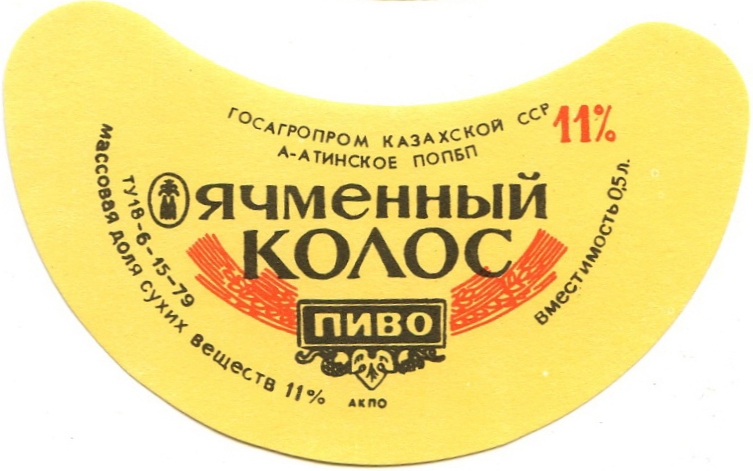 ГОСАГРОПРОМ КАЗАХСКОЙ ССР
А-АТИНСКОЕ ПОПБП
11%
ячменный
КОЛОС
ПИВО
ТУ18-6-15-79
массовая доля сухих веществ 11%
вместимость 0,5 л.
АКПО